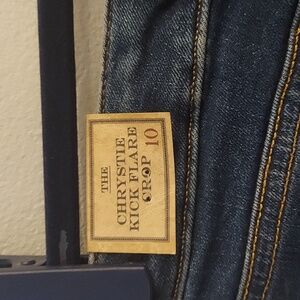 THE
CHRYSTIE
KICK FLARE
CROP 10